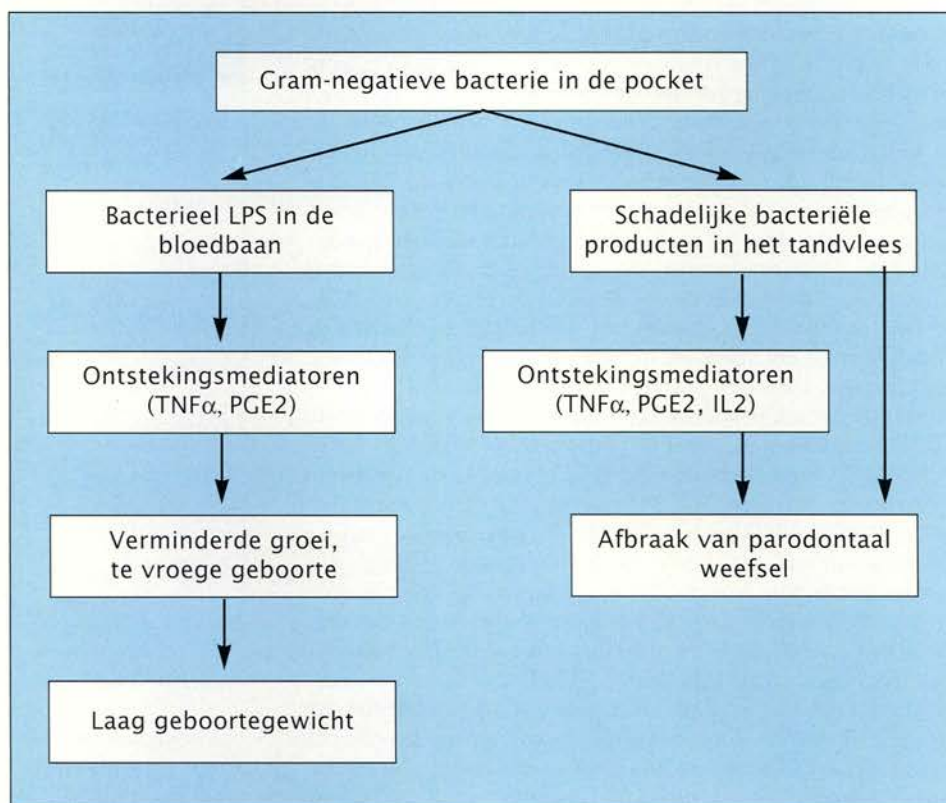 Gram-negatieve bacterie in de pocket
Bacterieel LPS in de
bloedbaan
Schadelijke bacteriële
producten in het tandvlees
Ontstekingsmediatoren
(TNFα, PGE2)
Ontstekingsmediatoren
(TNFα, PGE2, IL2)
Verminderde groei,
te vroege geboorte
Afbraak van parodontaal
weefsel
Laag geboortegewicht